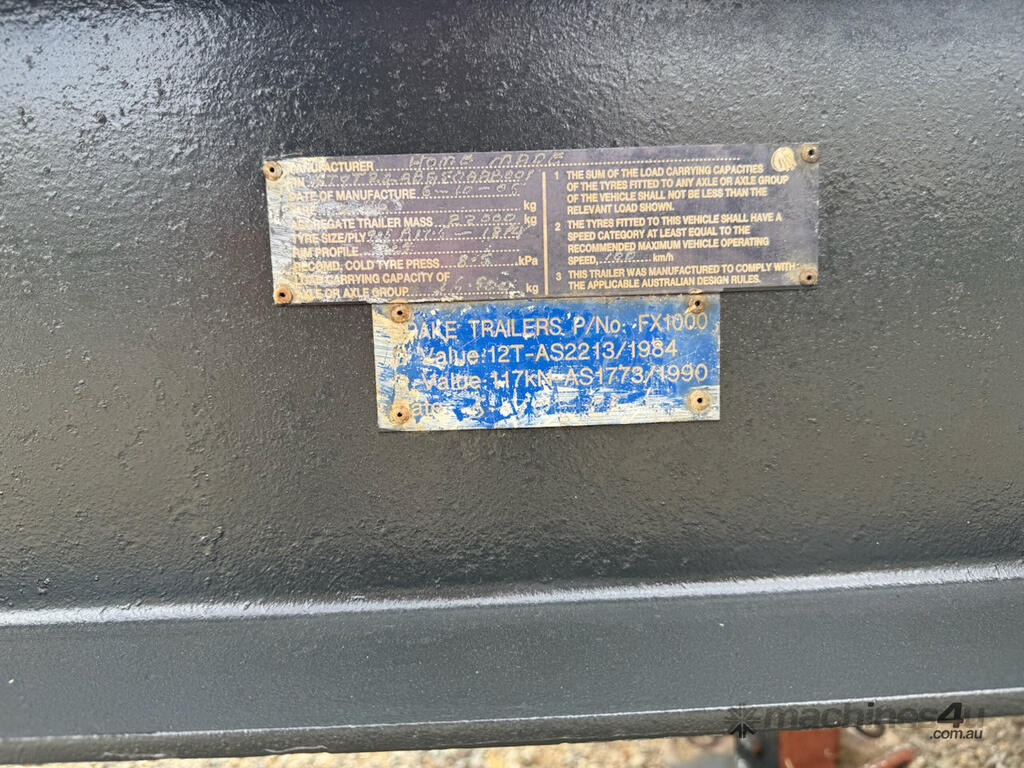 MANUFACTURER HOME MADE
DATE OF MANUFACTURE
kg
AGGREGATE TRAILER MASS 22000 kg
TYRE SIZE/PLY
RIM PROFILE
RECOMD, COLD TYRE PRESS kPa
LOAD CARRYING CAPACITY OF
AXLE OR AXLE GROUP kg
1 THE SUM OF THE LOAD CARRYING CAPACITIES
OF THE TYRES FITTED TO ANY AXLE OR AXLE GROUP
OF THE VEHICLE SHALL NOT BE LESS THAN THE
RELEVANT LOAD SHOWN.
2 THE TYRES FITTED TO THIS VEHICLE SHALL HAVE A
SPEED CATEGORY AT LEAST EQUAL TO THE
RECOMMENDED MAXIMUM VEHICLE OPERATING
SPEED, 100 km/h
3 THIS TRAILER WAS MANUFACTURED TO COMPLY WITH
THE APPLICABLE AUSTRALIAN DESIGN RULES.
TRAILERS P/No: FX1000
Value: 12T-AS2213/1984
Value: 117kN-AS1773/1990
machines4u
.com.au